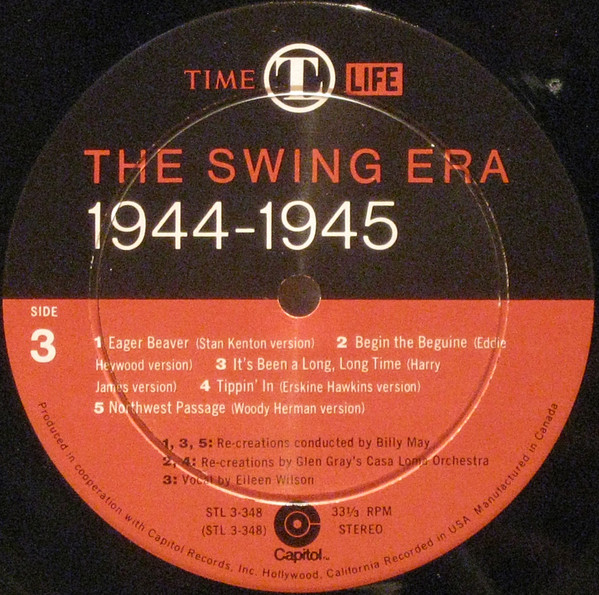 TIME T LIFE
THE SWING ERA
1944-1945
SIDE
3
1 Eager Beaver (Stan Kenton version) 2 Begin the Beguine (Eddie
Heywood version) 3 It's Been a Long, Long Time (Harry
James version) 4 Tippin' In (Erskine Hawkins version)
5 Northwest Passage (Woody Herman version)
1, 3, 5: Re-creations conducted by Billy May
2, 4: Re-creations by Glen Gray's Casa Loma Orchestra
3: Vocal by Eileen Wilson
STL 3-348 33⅓ RPM
(STL 3-348) STEREO
Capitol™
Produced in cooperation with Capitol Records, Inc. Hollywood, California Recorded in U.S.A. Manufactured in Canada